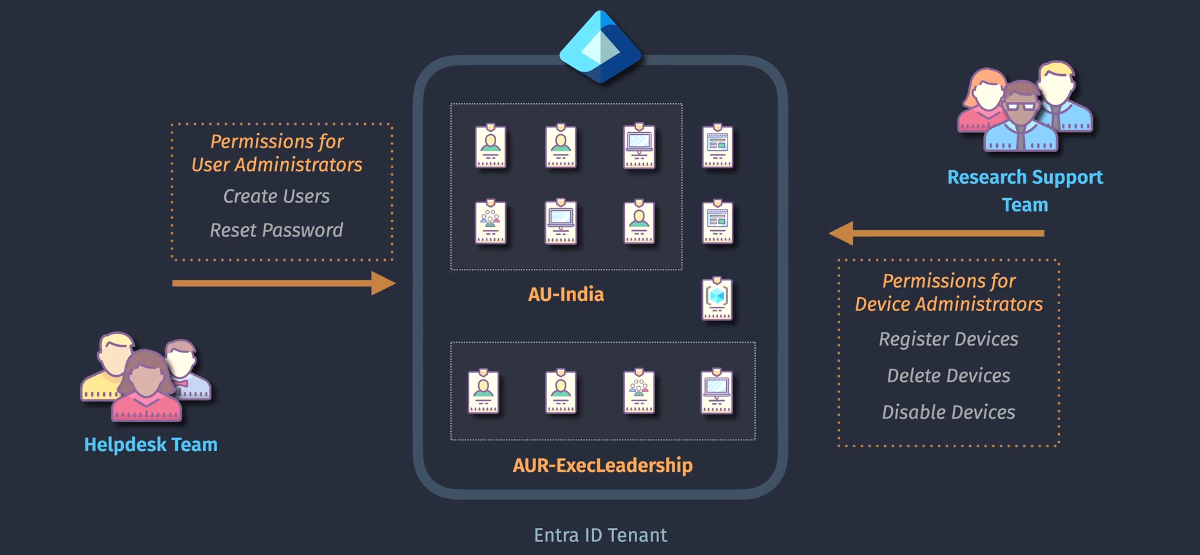 Permissions for
User Administrators
Create Users
Reset Password
Helpdesk Team
AU-India
AUR-ExecLeadership
Entra ID Tenant
Research Support
Team
Permissions for
Device Administrators
Register Devices
Delete Devices
Disable Devices